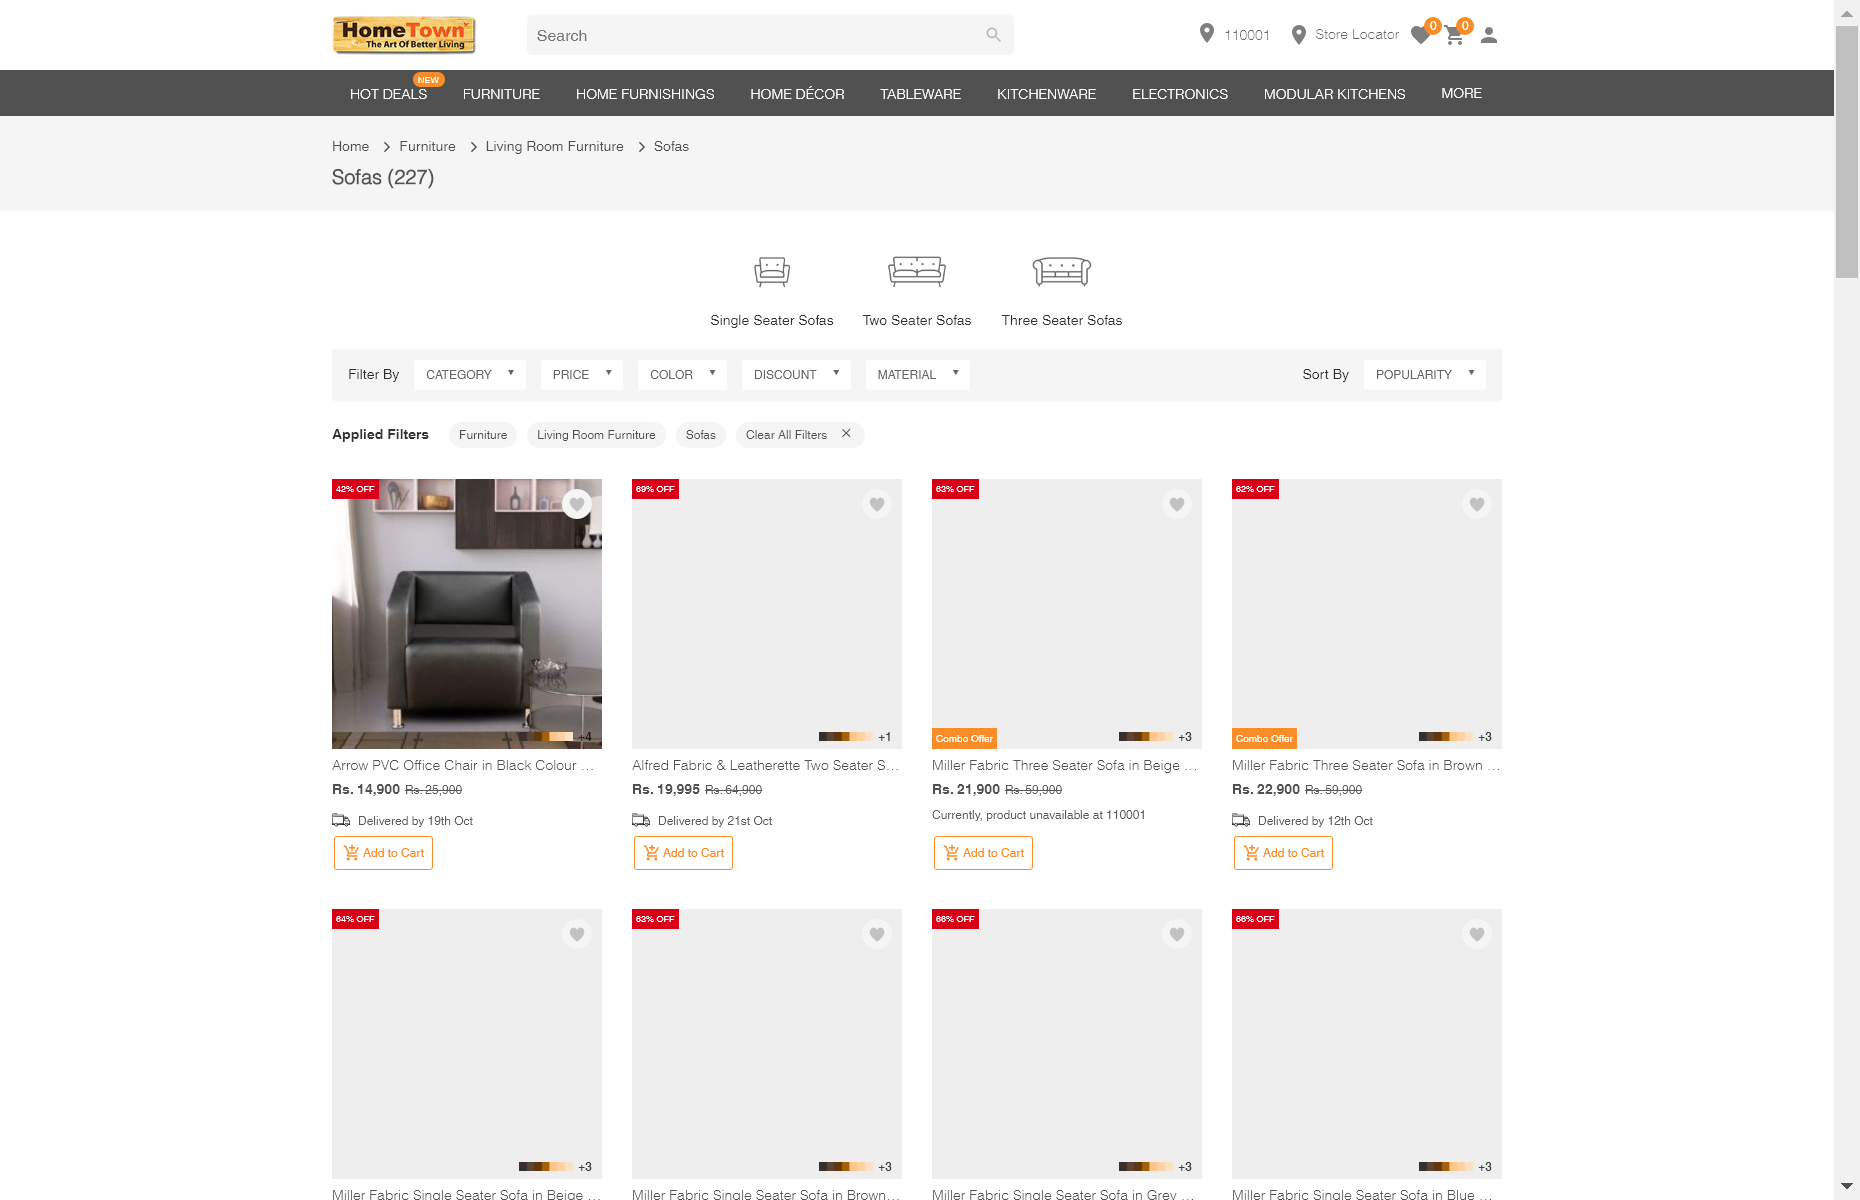 HomeTown
The Art Of Better Living
Search
110001
Store Locator
0
0
HOT DEALS
NEW
FURNITURE
HOME FURNISHINGS
HOME DÉCOR
TABLEWARE
KITCHENWARE
ELECTRONICS
MODULAR KITCHENS
MORE
Home
Furniture
Living Room Furniture
Sofas
Sofas (227)
Single Seater Sofas
Two Seater Sofas
Three Seater Sofas
Filter By
CATEGORY
PRICE
COLOR
DISCOUNT
MATERIAL
Sort By
POPULARITY
Applied Filters
Furniture
Living Room Furniture
Sofas
Clear All Filters
42% OFF
+4
Arrow PVC Office Chair in Black Colour ...
Rs. 14,900 Rs. 25,900
Delivered by 19th Oct
Add to Cart
69% OFF
+1
Alfred Fabric & Leatherette Two Seater S...
Rs. 19,995 Rs. 64,900
Delivered by 21st Oct
Add to Cart
63% OFF
Combo Offer
+3
Miller Fabric Three Seater Sofa in Beige ...
Rs. 21,900 Rs. 59,900
Currently, product unavailable at 110001
Add to Cart
62% OFF
Combo Offer
+3
Miller Fabric Three Seater Sofa in Brown ...
Rs. 22,900 Rs. 59,900
Delivered by 12th Oct
Add to Cart
64% OFF
+3
Miller Fabric Single Seater Sofa in Beige ...
63% OFF
+3
Miller Fabric Single Seater Sofa in Brown...
66% OFF
+3
Miller Fabric Single Seater Sofa in Grey ...
66% OFF
+3
Miller Fabric Single Seater Sofa in Blue ...